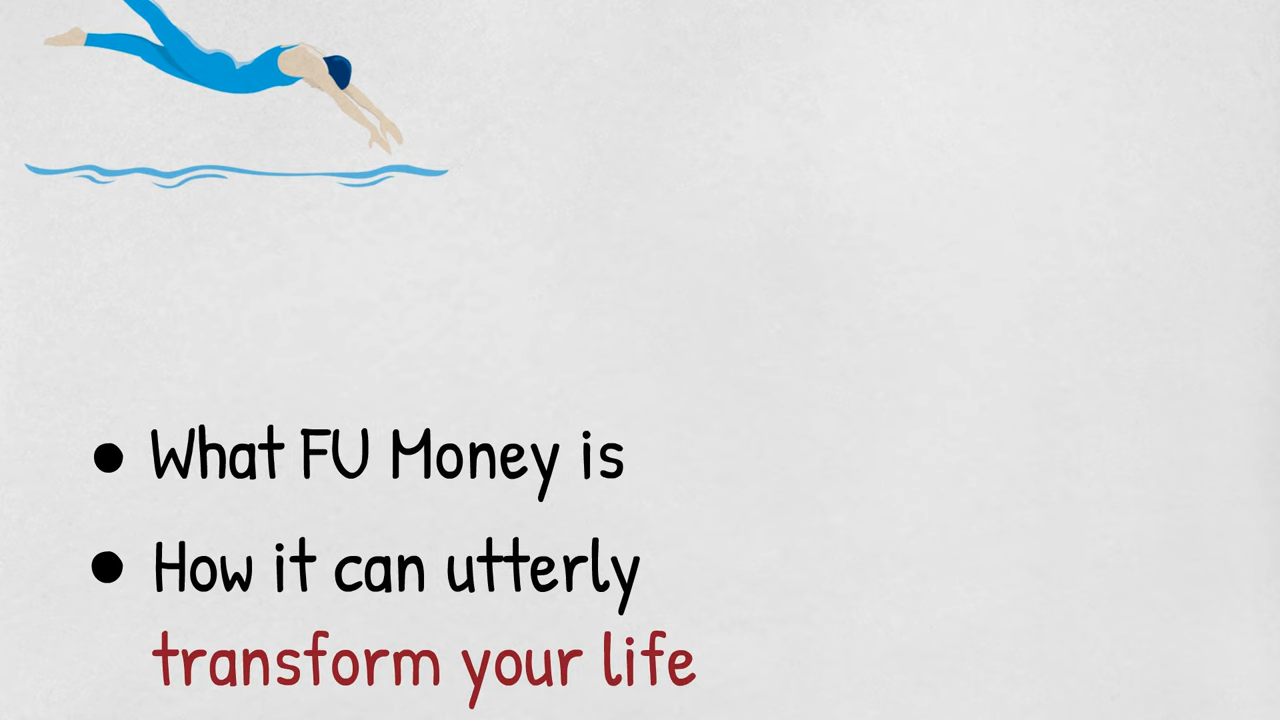 • What FU Money is
• How it can utterly
transform your life